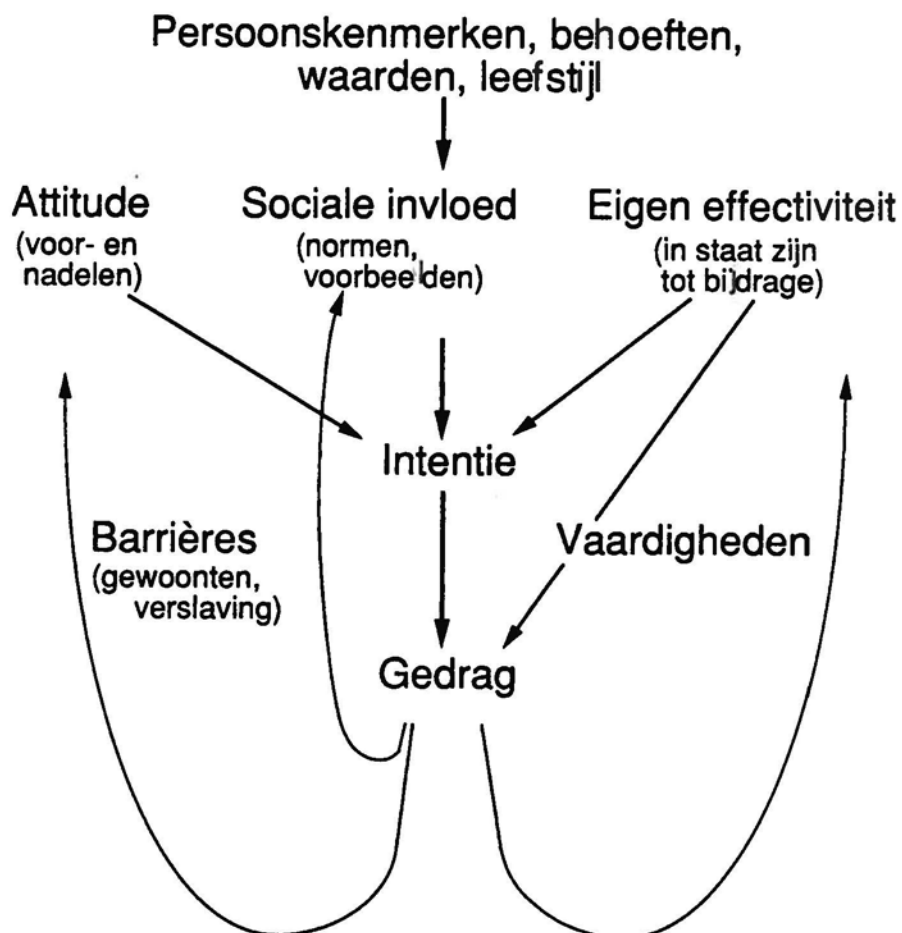 Persoonskenmerken, behoeften,
waarden, leefstijl
Attitude
(voor- en
nadelen)
Sociale invloed
(normen,
voorbeelden)
Eigen effectiviteit
(in staat zijn
tot bijdrage)
Intentie
Barrières
(gewoonten,
verslaving)
Vaardigheden
Gedrag